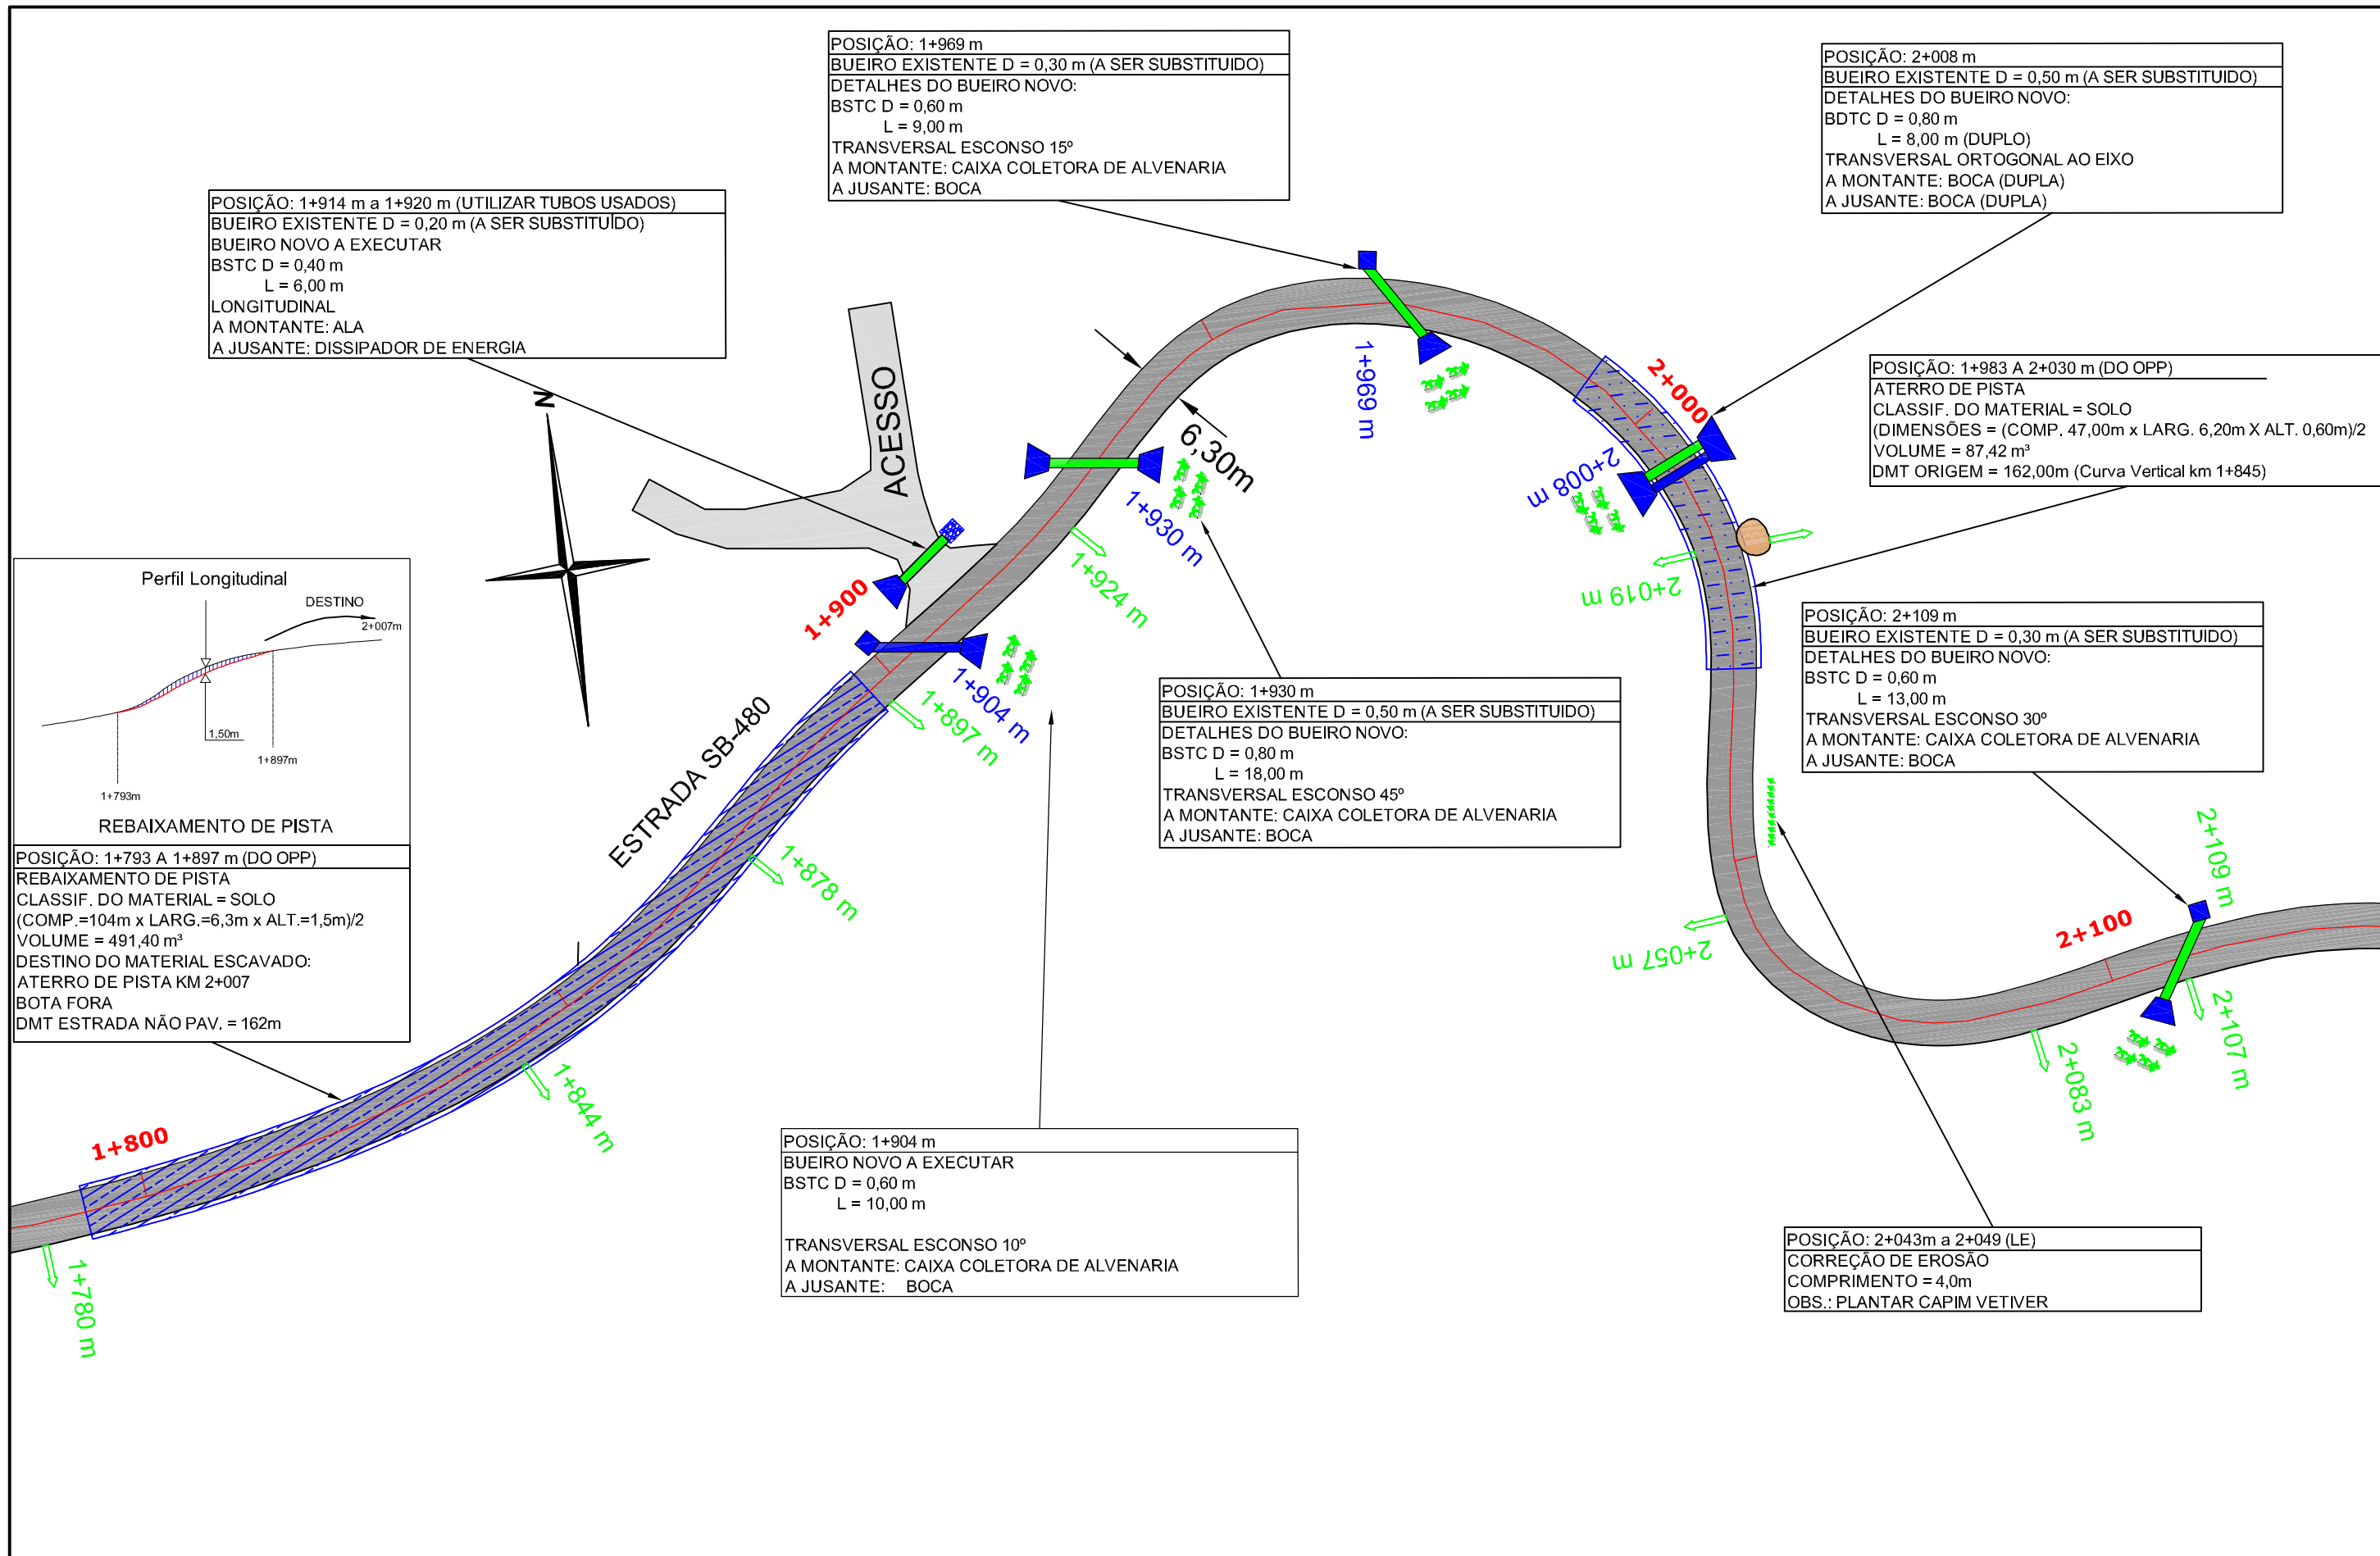 POSIÇÃO: 1+969 m
BUEIRO EXISTENTE D = 0,30 m (A SER SUBSTITUIDO)
DETALHES DO BUEIRO NOVO:
BSTC D = 0,60 m
L = 9,00 m
TRANSVERSAL ESCONSO 15º
A MONTANTE: CAIXA COLETORA DE ALVENARIA
A JUSANTE: BOCA
POSIÇÃO: 2+008 m
BUEIRO EXISTENTE D = 0,50 m (A SER SUBSTITUIDO)
DETALHES DO BUEIRO NOVO:
BDTC D = 0,80 m
L = 8,00 m (DUPLO)
TRANSVERSAL ORTOGONAL AO EIXO
A MONTANTE: BOCA (DUPLA)
A JUSANTE: BOCA (DUPLA)
POSIÇÃO: 1+914 m a 1+920 m (UTILIZAR TUBOS USADOS)
BUEIRO EXISTENTE D = 0,20 m (A SER SUBSTITUÍDO)
BUEIRO NOVO A EXECUTAR
BSTC D = 0,40 m
L = 6,00 m
LONGITUDINAL
A MONTANTE: ALA
A JUSANTE: DISSIPADOR DE ENERGIA
POSIÇÃO: 1+983 A 2+030 m (DO OPP)
ATERRO DE PISTA
CLASSIF. DO MATERIAL = SOLO
(DIMENSÕES = (COMP. 47,00m x LARG. 6,20m X ALT. 0,60m)/2
VOLUME = 87,42 m³
DMT ORIGEM = 162,00m (Curva Vertical km 1+845)
N
ACESSO
6,30m
1+969 m
2+000
2+008 m
1+930 m
1+924 m
2+019 m
1+900
1+904 m
1+897 m
ESTRADA SB-480
Perfil Longitudinal
DESTINO
2+007m
1,50m
1+897m
1+793m
REBAIXAMENTO DE PISTA
POSIÇÃO: 1+793 A 1+897 m (DO OPP)
REBAIXAMENTO DE PISTA
CLASSIF. DO MATERIAL = SOLO
(COMP.=104m x LARG.=6,3m x ALT.=1,5m)/2
VOLUME = 491,40 m³
DESTINO DO MATERIAL ESCAVADO:
ATERRO DE PISTA KM 2+007
BOTA FORA
DMT ESTRADA NÃO PAV. = 162m
POSIÇÃO: 2+109 m
BUEIRO EXISTENTE D = 0,30 m (A SER SUBSTITUIDO)
DETALHES DO BUEIRO NOVO:
BSTC D = 0,60 m
L = 13,00 m
TRANSVERSAL ESCONSO 30º
A MONTANTE: CAIXA COLETORA DE ALVENARIA
A JUSANTE: BOCA
POSIÇÃO: 1+930 m
BUEIRO EXISTENTE D = 0,50 m (A SER SUBSTITUIDO)
DETALHES DO BUEIRO NOVO:
BSTC D = 0,80 m
L = 18,00 m
TRANSVERSAL ESCONSO 45º
A MONTANTE: CAIXA COLETORA DE ALVENARIA
A JUSANTE: BOCA
1+878 m
2+109 m
2+100
2+057 m
2+107 m
2+083 m
1+844 m
1+800
1+780 m
POSIÇÃO: 1+904 m
BUEIRO NOVO A EXECUTAR
BSTC D = 0,60 m
L = 10,00 m
TRANSVERSAL ESCONSO 10º
A MONTANTE: CAIXA COLETORA DE ALVENARIA
A JUSANTE: BOCA
POSIÇÃO: 2+043m a 2+049 (LE)
CORREÇÃO DE EROSÃO
COMPRIMENTO = 4,0m
OBS.: PLANTAR CAPIM VETIVER